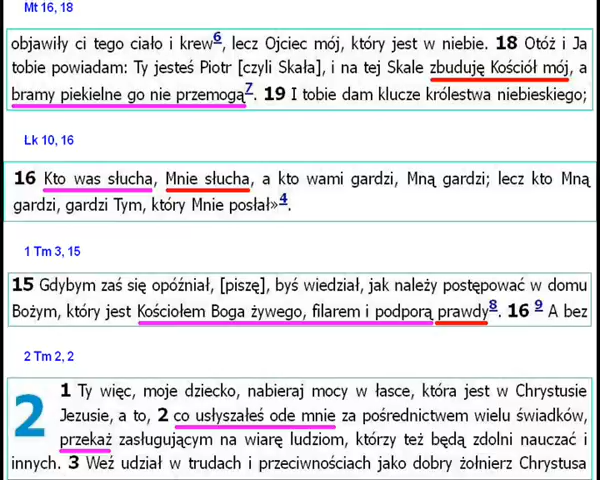 Mt 16, 18
objawiły ci tego ciało i krew6, lecz Ojciec mój, który jest w niebie. 18 Otóż i Ja
tobie powiadam: Ty jesteś Piotr [czyli Skała], i na tej Skale zbuduję Kościół mój, a
bramy piekielne go nie przemogą7. 19 I tobie dam klucze królestwa niebieskiego;
Lk 10, 16
16 Kto was słucha, Mnie słucha, a kto wami gardzi, Mną gardzi; lecz kto Mną
gardzi, gardzi Tym, który Mnie posłał»4.
1 Tm 3, 15
15 Gdybym zaś się opóźniał, [piszę], byś wiedział, jak należy postępować w domu
Bożym, który jest Kościołem Boga żywego, filarem i podporą prawdy8. 16 9 A bez
2 Tm 2, 2
2 1 Ty więc, moje dziecko, nabieraj mocy w łasce, która jest w Chrystusie
Jezusie, a to, 2 co usłyszałeś ode mnie za pośrednictwem wielu świadków,
przekaż zasługującym na wiarę ludziom, którzy też będą zdolni nauczać i
innych. 3 Weź udział w trudach i przeciwnościach jako dobry żołnierz Chrystusa